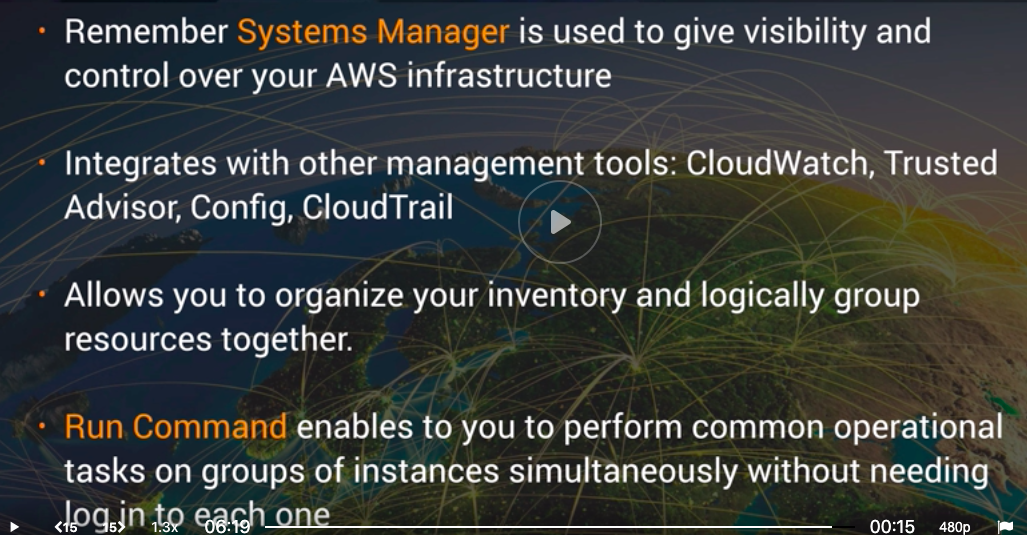 Remember Systems Manager is used to give visibility and
control over your AWS infrastructure
Integrates with other management tools: CloudWatch, Trusted
Advisor, Config, CloudTrail
Allows you to organize your inventory and logically group
resources together.
Run Command enables to you to perform common operational
tasks on groups of instances simultaneously without needing
log in to each one
15 15 1.3x 06:19 00:15 480p